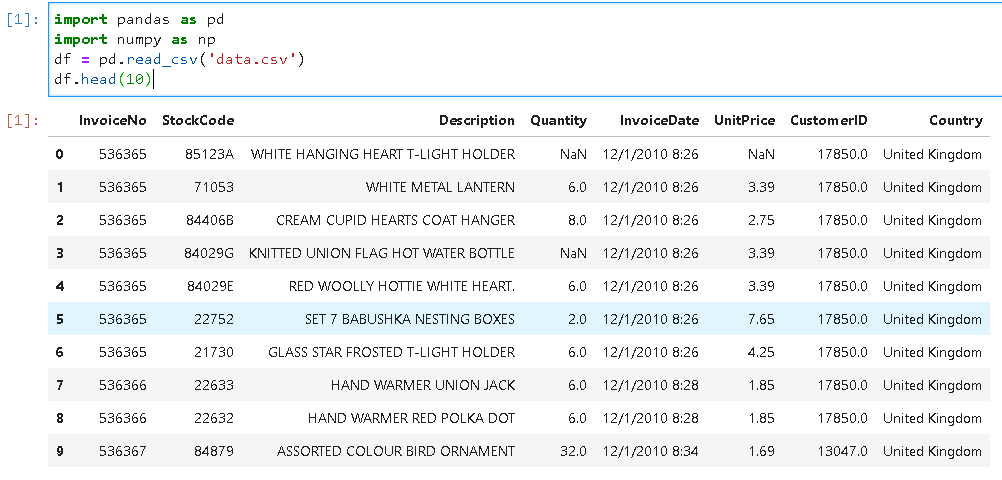 [1]: import pandas as pd
import numpy as np
df = pd.read_csv('data.csv')
df.head(10)
[1]: InvoiceNo StockCode Description Quantity InvoiceDate UnitPrice CustomerID Country
0 536365 85123A WHITE HANGING HEART T-LIGHT HOLDER NaN 12/1/2010 8:26 NaN 17850.0 United Kingdom
1 536365 71053 WHITE METAL LANTERN 6.0 12/1/2010 8:26 3.39 17850.0 United Kingdom
2 536365 84406B CREAM CUPID HEARTS COAT HANGER 8.0 12/1/2010 8:26 2.75 17850.0 United Kingdom
3 536365 84029G KNITTED UNION FLAG HOT WATER BOTTLE NaN 12/1/2010 8:26 3.39 17850.0 United Kingdom
4 536365 84029E RED WOOLLY HOTTIE WHITE HEART. 6.0 12/1/2010 8:26 3.39 17850.0 United Kingdom
5 536365 22752 SET 7 BABUSHKA NESTING BOXES 2.0 12/1/2010 8:26 7.65 17850.0 United Kingdom
6 536365 21730 GLASS STAR FROSTED T-LIGHT HOLDER 6.0 12/1/2010 8:26 4.25 17850.0 United Kingdom
7 536366 22633 HAND WARMER UNION JACK 6.0 12/1/2010 8:28 1.85 17850.0 United Kingdom
8 536366 22632 HAND WARMER RED POLKA DOT 6.0 12/1/2010 8:28 1.85 17850.0 United Kingdom
9 536367 84879 ASSORTED COLOUR BIRD ORNAMENT 32.0 12/1/2010 8:34 1.69 13047.0 United Kingdom